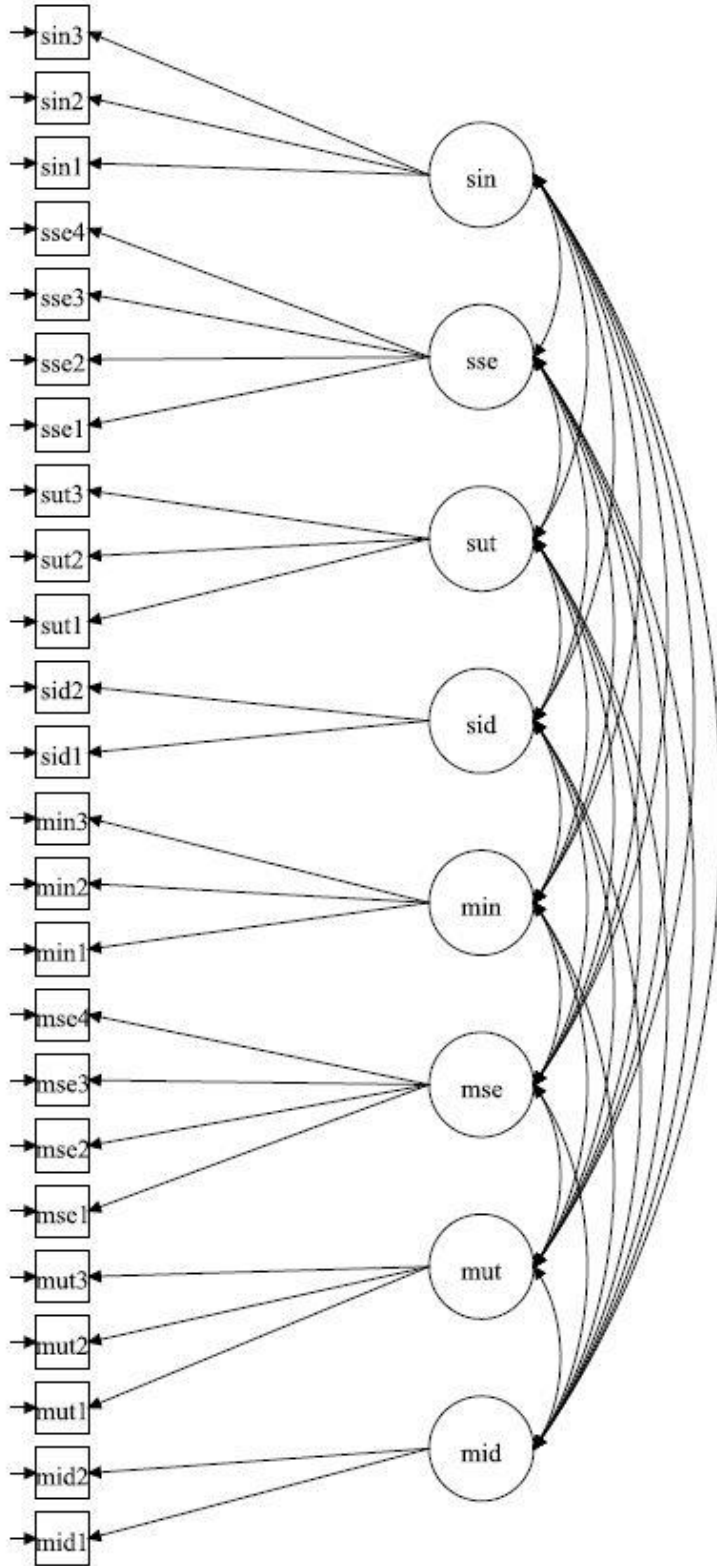 sin3
sin2
sin1
sse4
sse3
sse2
sse1
sut3
sut2
sut1
sid2
sid1
min3
min2
min1
mse4
mse3
mse2
mse1
mut3
mut2
mut1
mid2
mid1
sin
sse
sut
sid
min
mse
mut
mid